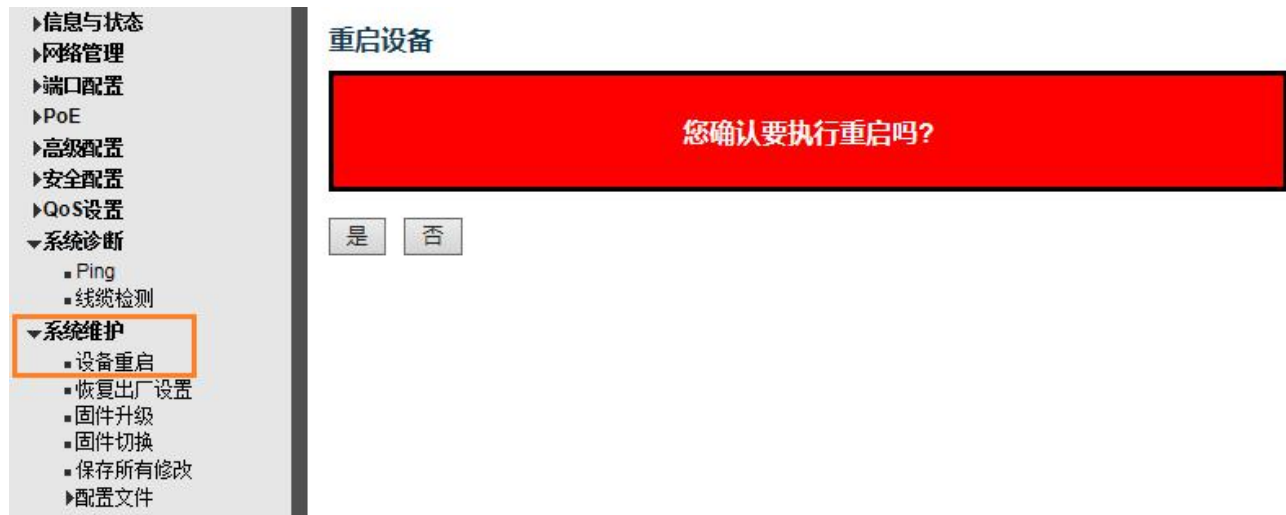 信息与状态
网络管理
端口配置
PoE
高级配置
安全配置
QoS设置
系统诊断
Ping
线缆检测
系统维护
设备重启
恢复出厂设置
固件升级
固件切换
保存所有修改
配置文件
重启设备
您确认要执行重启吗?
是 否